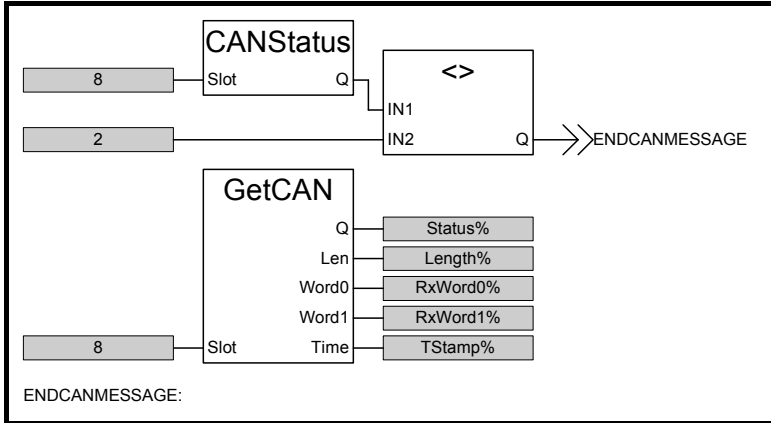 CANStatus
<>
8 Slot Q
IN1
2 IN2 Q ENDCANMESSAGE
GetCAN
Q Status%
Len Length%
Word0 RxWord0%
Word1 RxWord1%
8 Slot Time TStamp%
ENDCANMESSAGE: